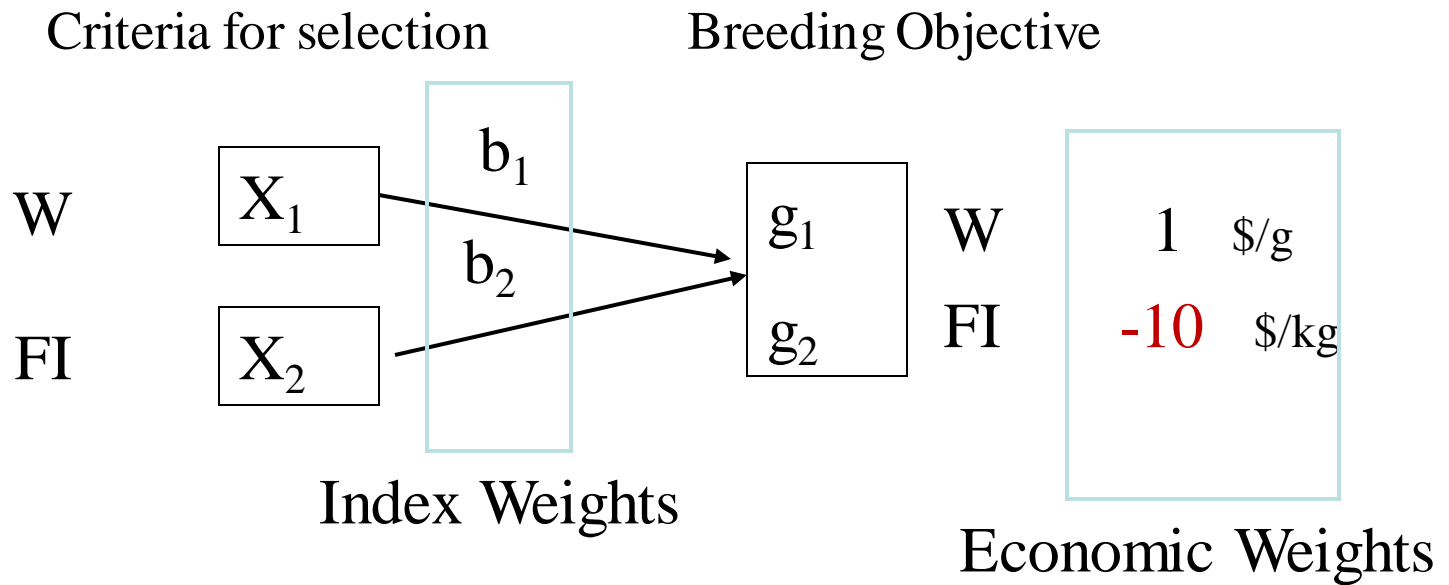 Criteria for selection
Breeding Objective
b1
W
X1
g1
W
1 $/g
b2
FI
X2
g2
FI
-10 $/kg
Index Weights
Economic Weights